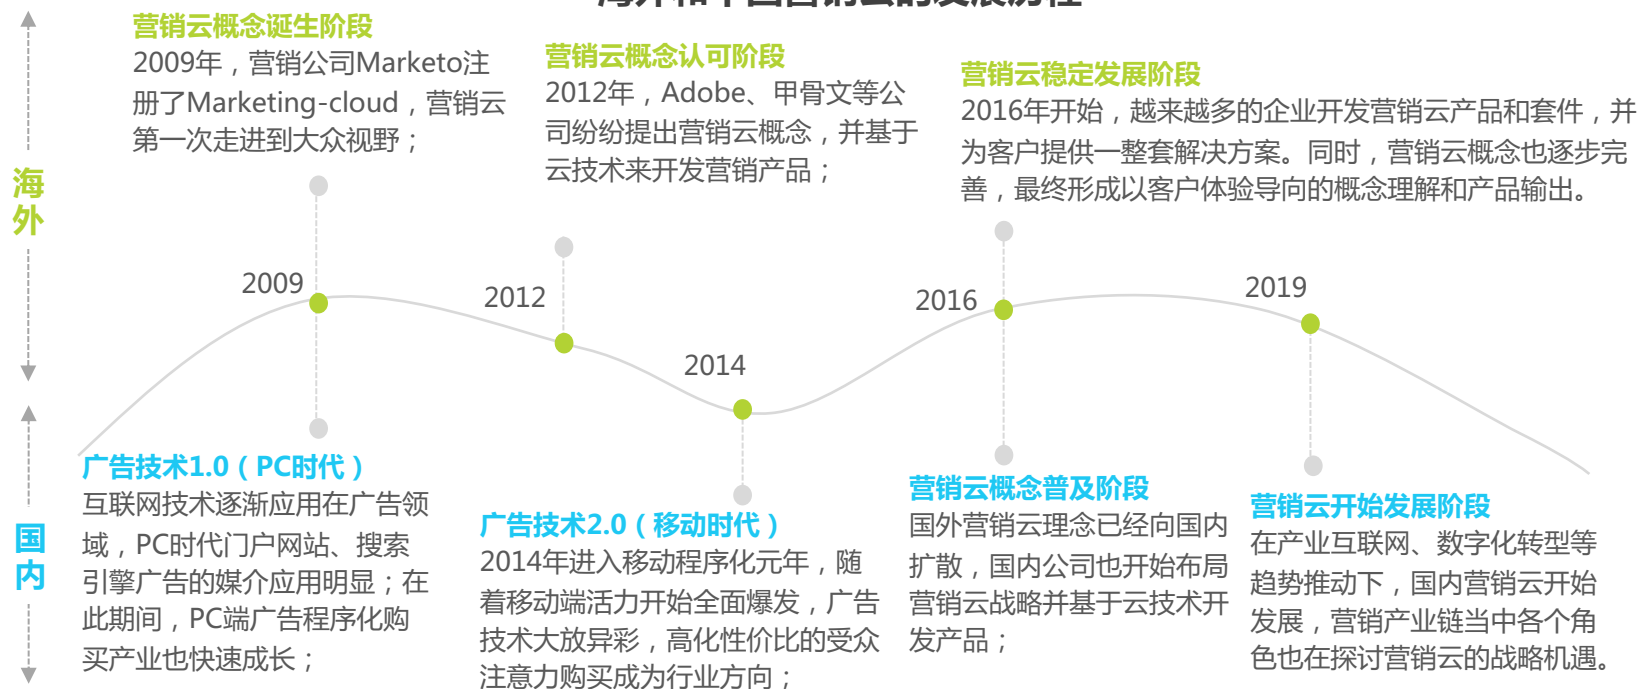 海外和中国营销云的发展历程
营销云概念诞生阶段
2009年，营销公司Marketo注
册了Marketing-cloud，营销云
第一次走进到大众视野；
营销云概念认可阶段
2012年，Adobe、甲骨文等公
司纷纷提出营销云概念，并基于
云技术来开发营销产品；
营销云稳定发展阶段
2016年开始，越来越多的企业开发营销云产品和套件，并
为客户提供一整套解决方案。同时，营销云概念也逐步完
善，最终形成以客户体验导向的概念理解和产品输出。
海外
2009
2012
2014
2016
2019
国内
广告技术1.0（PC时代）
互联网技术逐渐应用在广告领
域，PC时代门户网站、搜索
引擎广告的媒介应用明显；在
此期间，PC端广告程序化购
买产业也快速成长；
广告技术2.0（移动时代）
2014年进入移动程序化元年，随
着移动端活力开始全面爆发，广告
技术大放异彩，高化性价比的受众
注意力购买成为行业方向；
营销云概念普及阶段
国外营销云理念已经向国内
扩散，国内公司也开始布局
营销云战略并基于云技术开
发产品；
营销云开始发展阶段
在产业互联网、数字化转型等
趋势推动下，国内营销云开始
发展，营销产业链当中各个角
色也在探讨营销云的战略机遇。